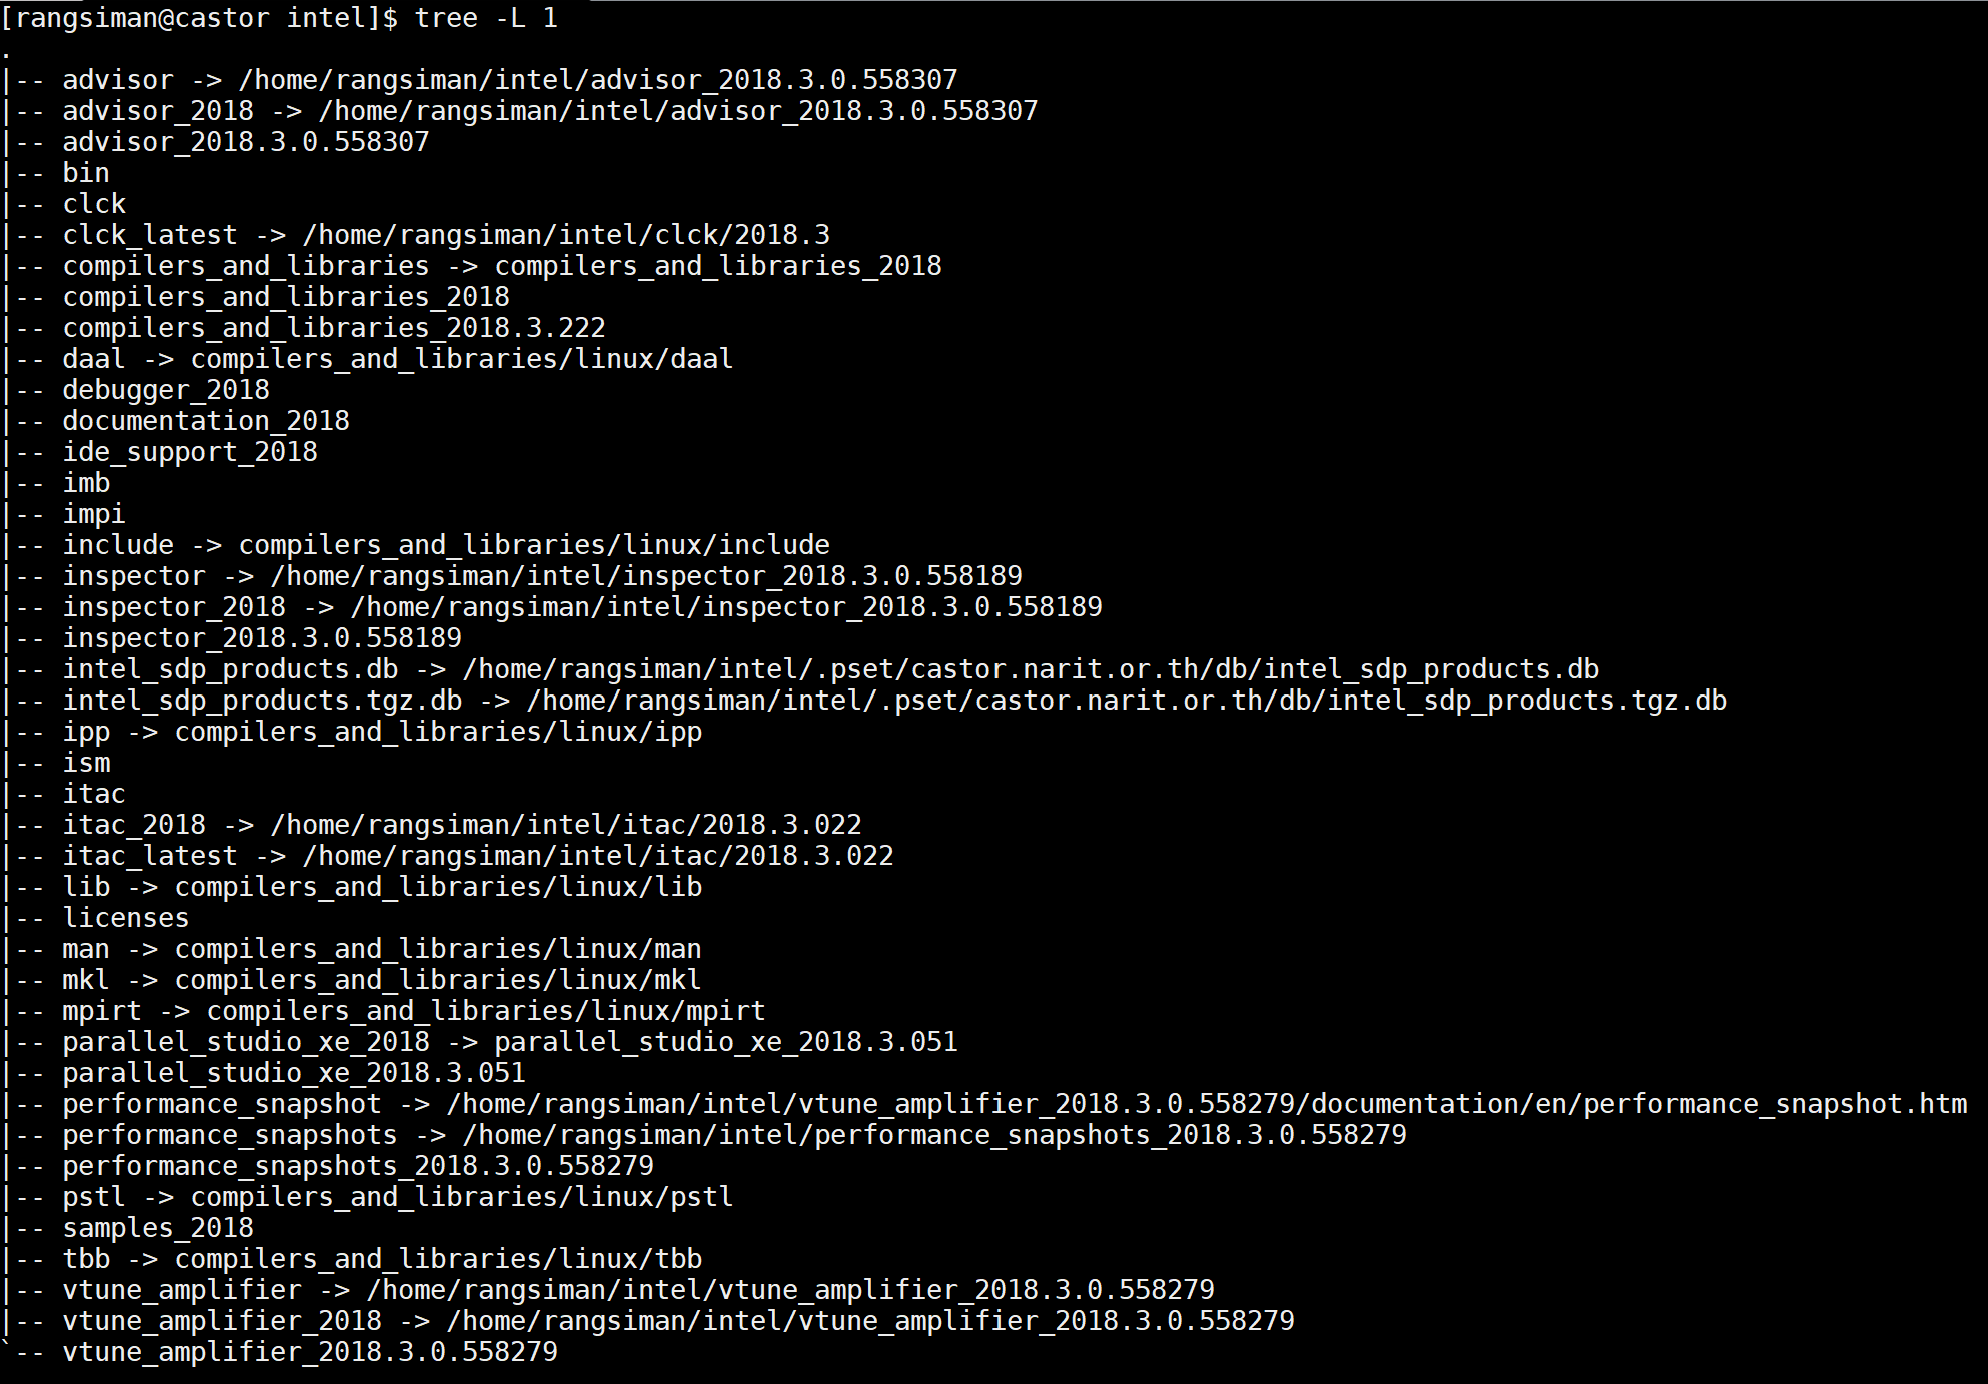 [rangsiman@castor intel]$ tree -L 1
.
|-- advisor -> /home/rangsiman/intel/advisor_2018.3.0.558307
|-- advisor_2018 -> /home/rangsiman/intel/advisor_2018.3.0.558307
|-- advisor_2018.3.0.558307
|-- bin
|-- clck
|-- clck_latest -> /home/rangsiman/intel/clck/2018.3
|-- compilers_and_libraries -> compilers_and_libraries_2018
|-- compilers_and_libraries_2018
|-- compilers_and_libraries_2018.3.222
|-- daal -> compilers_and_libraries/linux/daal
|-- debugger_2018
|-- documentation_2018
|-- ide_support_2018
|-- imb
|-- impi
|-- include -> compilers_and_libraries/linux/include
|-- inspector -> /home/rangsiman/intel/inspector_2018.3.0.558189
|-- inspector_2018 -> /home/rangsiman/intel/inspector_2018.3.0.558189
|-- inspector_2018.3.0.558189
|-- intel_sdp_products.db -> /home/rangsiman/intel/.pset/castor.narit.or.th/db/intel_sdp_products.db
|-- intel_sdp_products.tgz.db -> /home/rangsiman/intel/.pset/castor.narit.or.th/db/intel_sdp_products.tgz.db
|-- ipp -> compilers_and_libraries/linux/ipp
|-- ism
|-- itac
|-- itac_2018 -> /home/rangsiman/intel/itac/2018.3.022
|-- itac_latest -> /home/rangsiman/intel/itac/2018.3.022
|-- lib -> compilers_and_libraries/linux/lib
|-- licenses
|-- man -> compilers_and_libraries/linux/man
|-- mkl -> compilers_and_libraries/linux/mkl
|-- mpirt -> compilers_and_libraries/linux/mpirt
|-- parallel_studio_xe_2018 -> parallel_studio_xe_2018.3.051
|-- parallel_studio_xe_2018.3.051
|-- performance_snapshot -> /home/rangsiman/intel/vtune_amplifier_2018.3.0.558279/documentation/en/performance_snapshot.htm
|-- performance_snapshots -> /home/rangsiman/intel/performance_snapshots_2018.3.0.558279
|-- performance_snapshots_2018.3.0.558279
|-- pstl -> compilers_and_libraries/linux/pstl
|-- samples_2018
|-- tbb -> compilers_and_libraries/linux/tbb
|-- vtune_amplifier -> /home/rangsiman/intel/vtune_amplifier_2018.3.0.558279
|-- vtune_amplifier_2018 -> /home/rangsiman/intel/vtune_amplifier_2018.3.0.558279
`-- vtune_amplifier_2018.3.0.558279